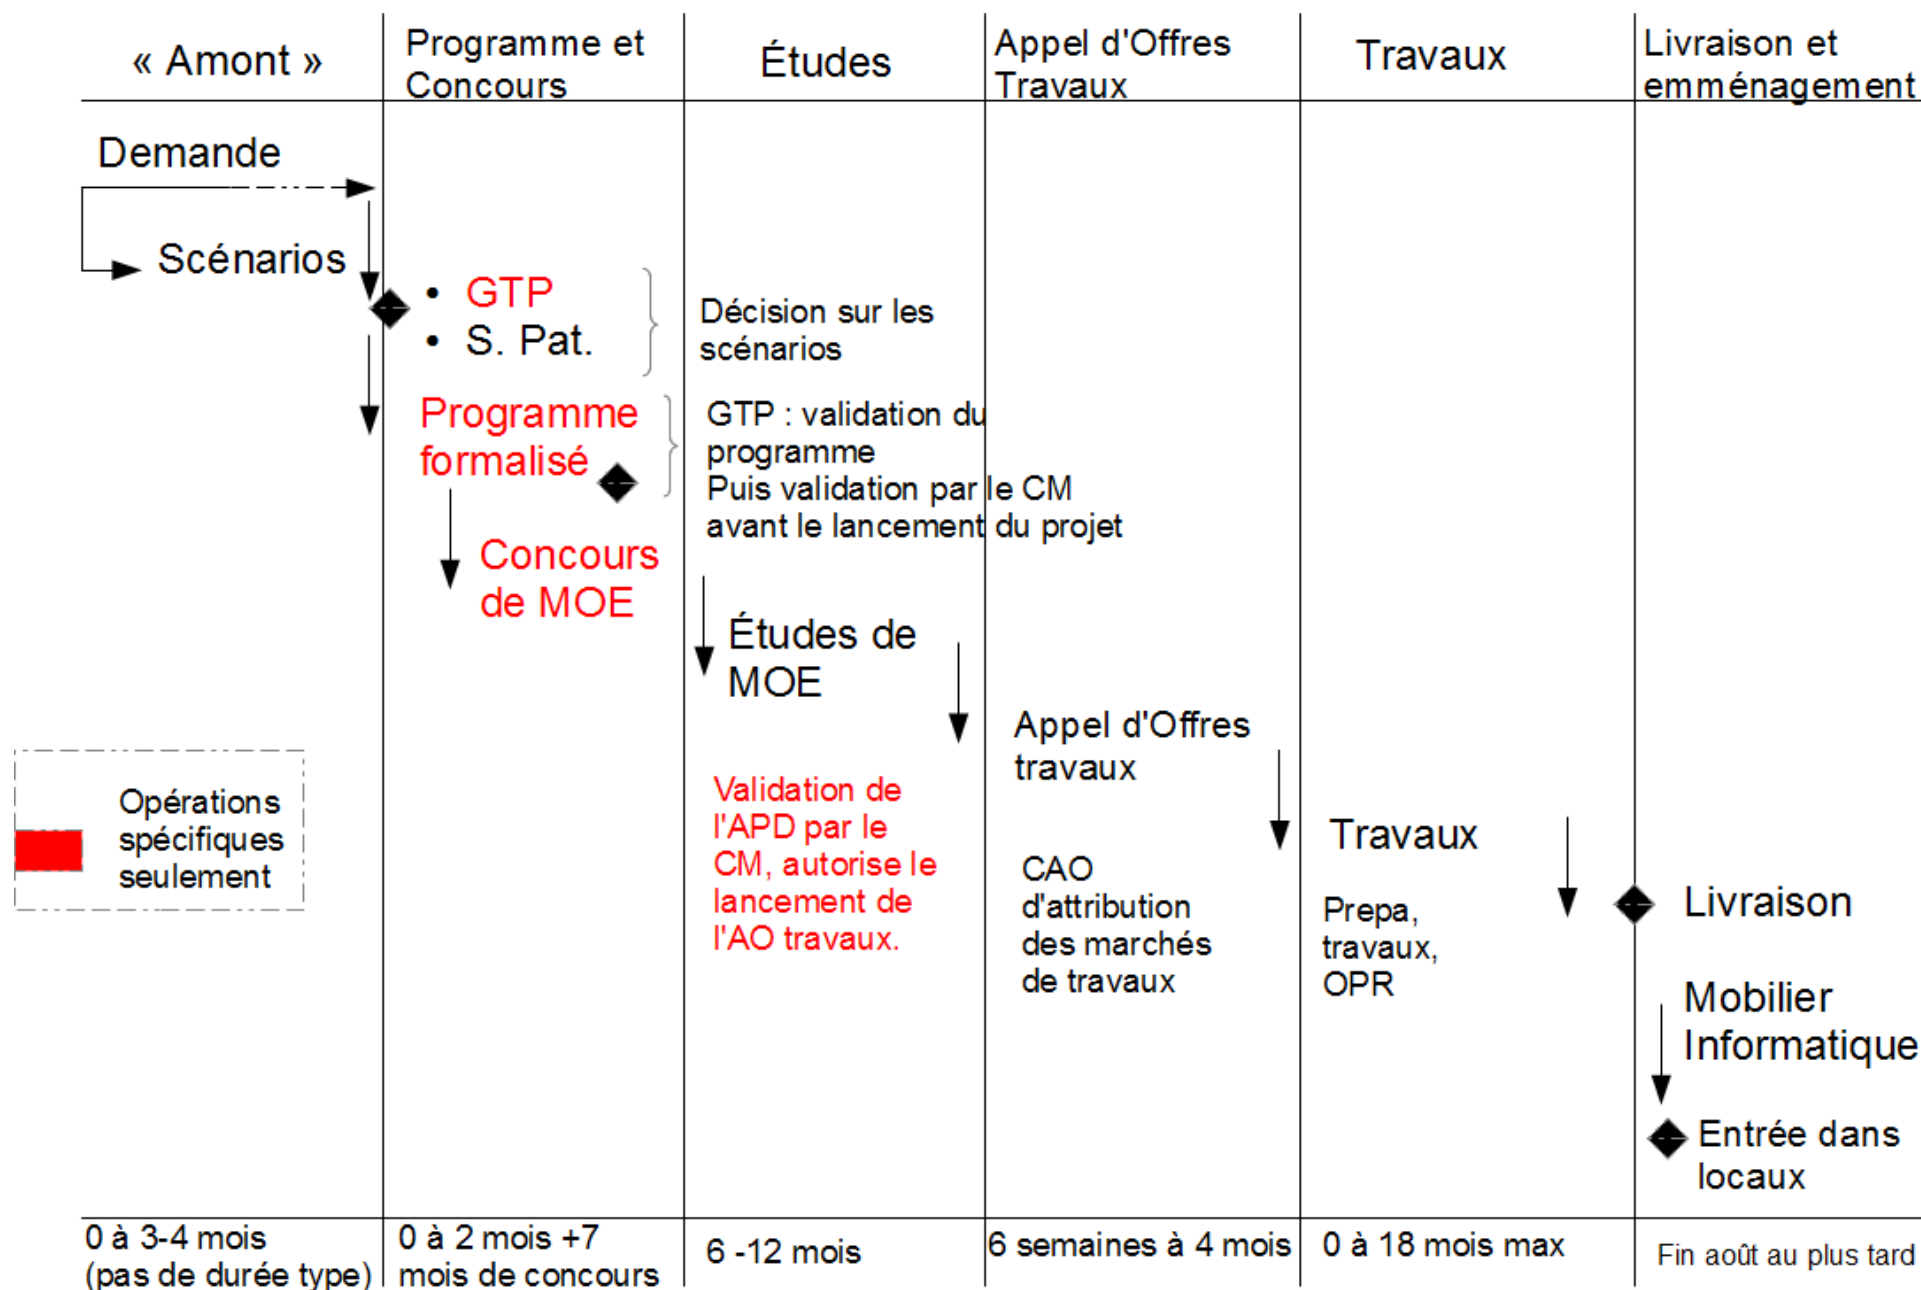 « Amont »
Programme et
Concours
Études
Appel d'Offres
Travaux
Travaux
Livraison et
emménagement
Demande
Scénarios
• GTP
• S. Pat.
Décision sur les
scénarios
Programme
formalisé
GTP : validation du
programme
Puis validation par le CM
avant le lancement du projet
Concours
de MOE
Études de
MOE
Validation de
l'APD par le
CM, autorise le
lancement de
l'AO travaux.
Appel d'Offres
travaux
CAO
d'attribution
des marchés
de travaux
Travaux
Prepa,
travaux,
OPR
Livraison
Mobilier
Informatique
Entrée dans
locaux
Opérations
spécifiques
seulement
0 à 3-4 mois
(pas de durée type)
0 à 2 mois +7
mois de concours
6 -12 mois
6 semaines à 4 mois
0 à 18 mois max
Fin août au plus tard